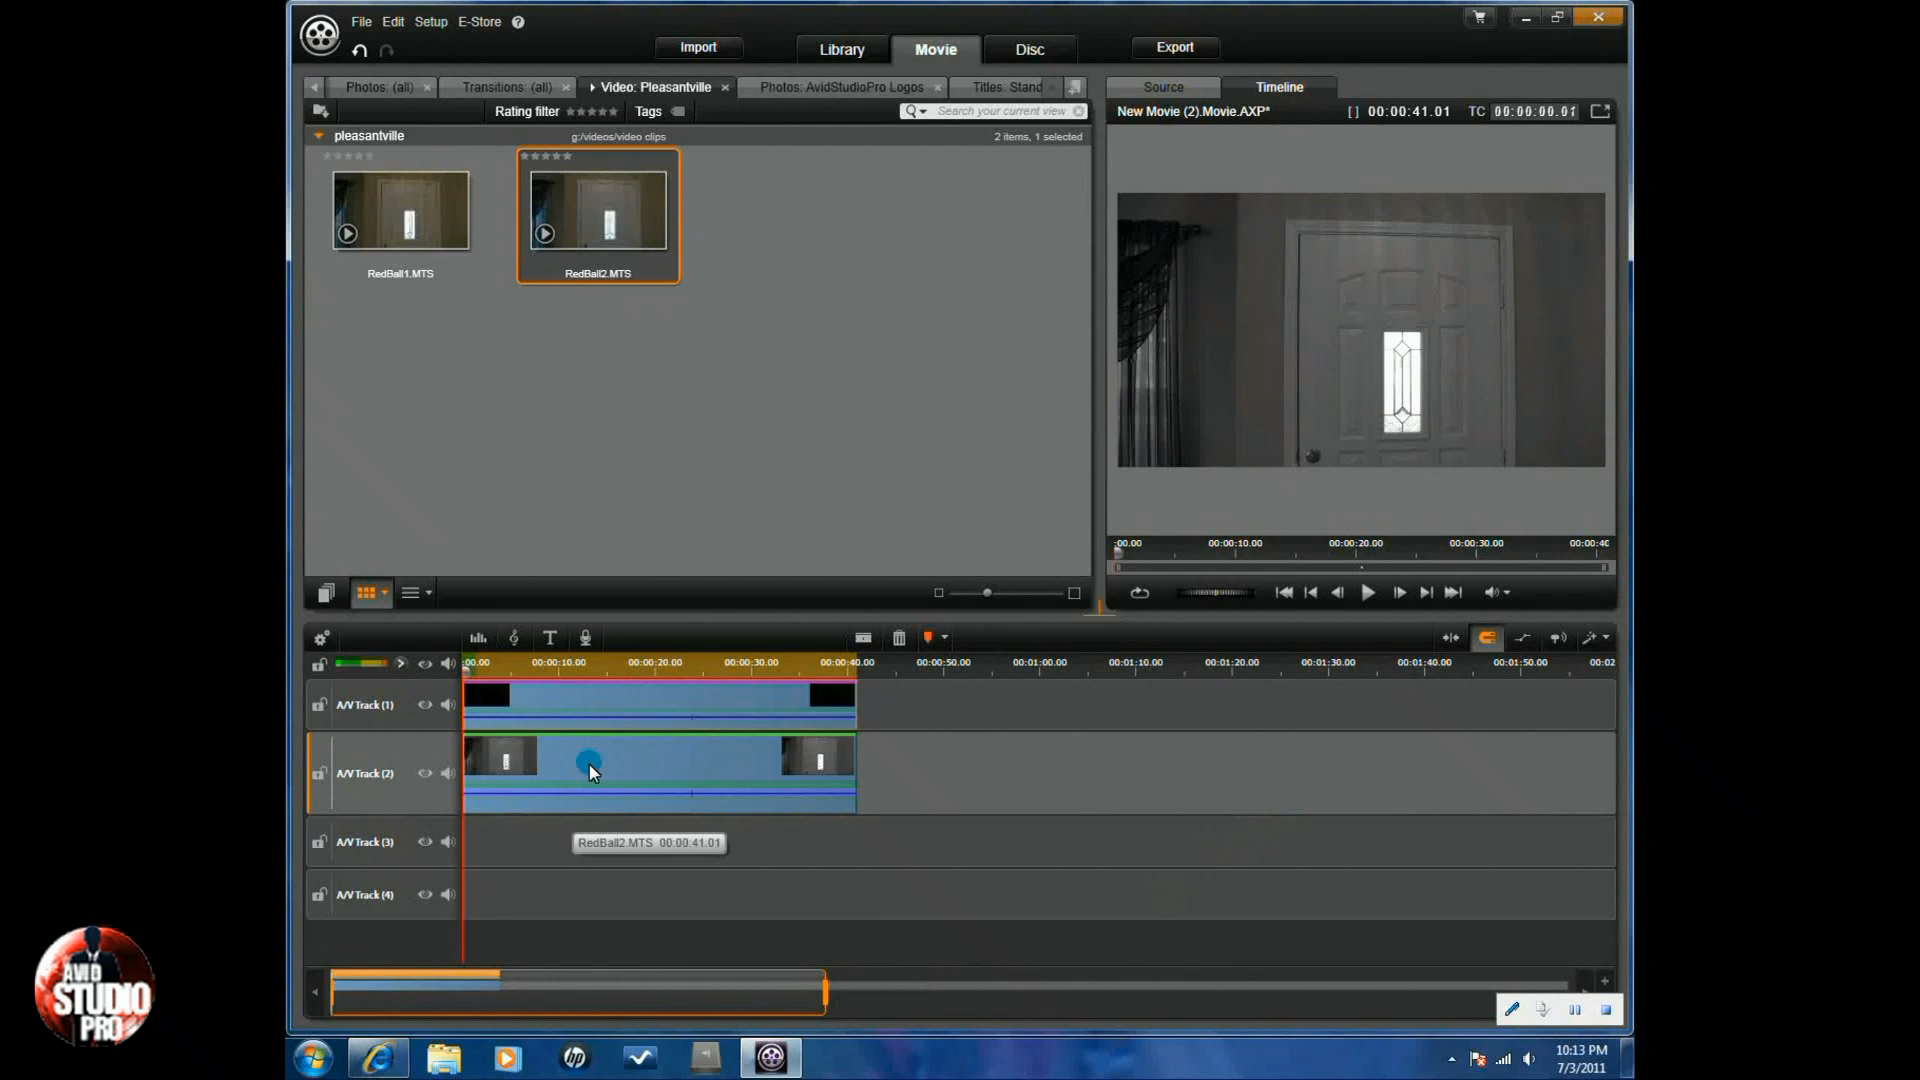 File Edit Setup E-Store ?
Import Library Movie Disc Export
Photos: (all) × Transitions: (all) × Video: Pleasantville × Photos: AvidStudioPro Logos × Titles: Stand
Source Timeline
Rating filter Tags Search your current view
New Movie (2).Movie.AXP* [ ] 00:00:41.01 TC 00:00:00.01
pleasantville g:/videos/video clips 2 items, 1 selected
RedBall1.MTS RedBall2.MTS
:00.00 00:00:10.00 00:00:20.00 00:00:30.00 00:00:40
T
:00.00 00:00:10.00 00:00:20.00 00:00:30.00 00:00:40.00 00:00:50.00 00:01:00.00 00:01:10.00 00:01:20.00 00:01:30.00 00:01:40.00 00:01:50.00 00:02
A/V Track (1)
A/V Track (2)
A/V Track (3)
RedBall2.MTS 00:00:41.01
A/V Track (4)
AVID
STUDIO
PRO
hp
10:13 PM
7/3/2011